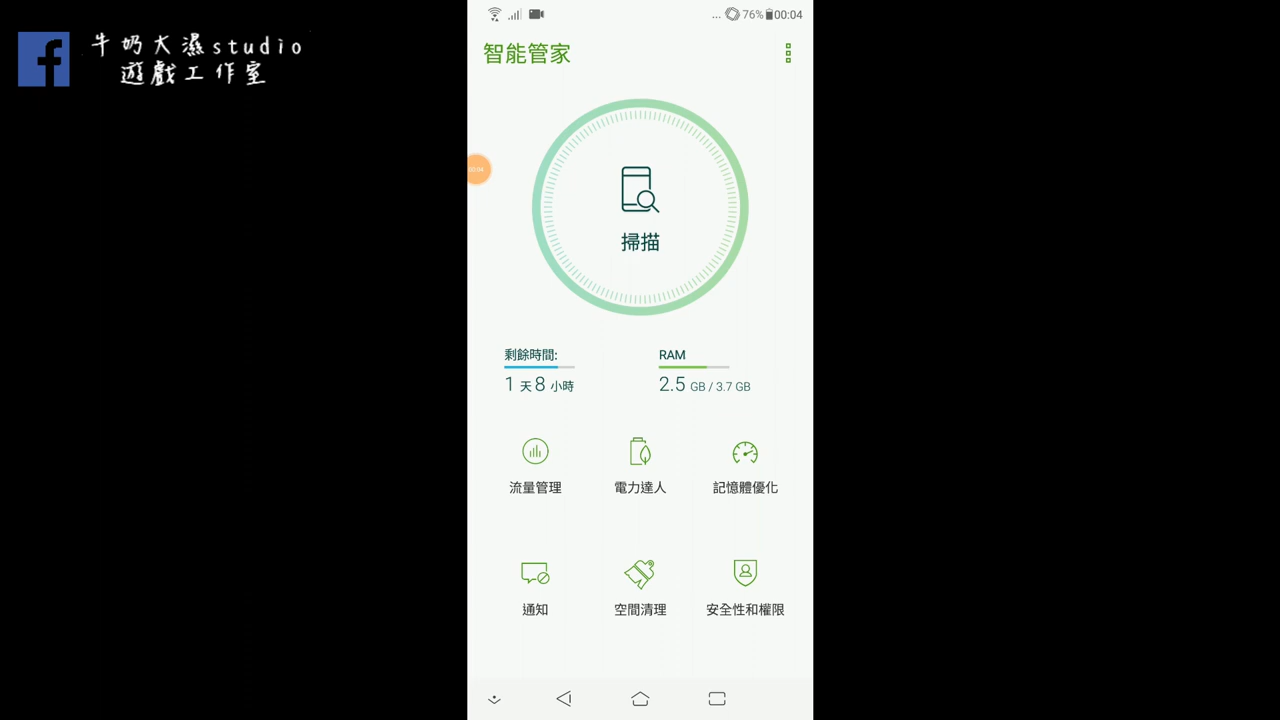 牛奶大濕studio
遊戲工作室
... 76% 00:04
智能管家
00:04
掃描
剩餘時間:
1 天 8 小時
RAM
2.5 GB / 3.7 GB
流量管理
電力達人
記憶體優化
通知
空間清理
安全性和權限